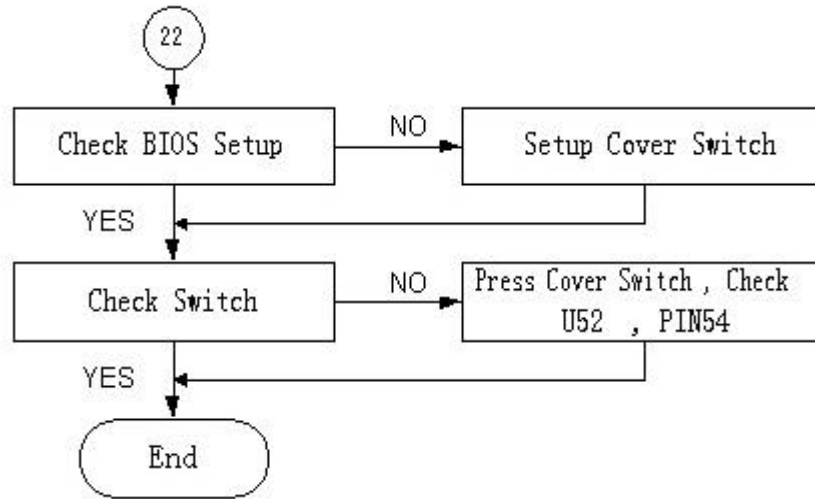 22
Check BIOS Setup
NO
Setup Cover Switch
YES
Check Switch
NO
Press Cover Switch , Check
U52 , PIN54
YES
End